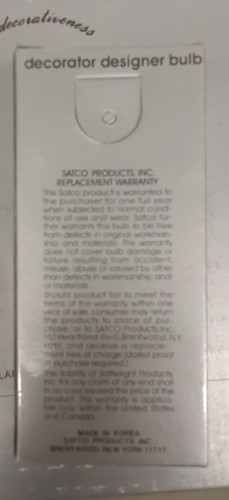 decorativeness
decorator designer bulb
SATCO PRODUCTS, INC.
REPLACEMENT WARRANTY
This Satco product is warranted to
the purchaser for one full year
when subjected to normal condi-
tions of use and wear. Satco fur-
ther warrants this bulb to be free
from defects in original workman-
ship and materials. This warranty
does not cover bulb damage or
failure resulting from accident,
misuse, abuse or caused by other
than defects in workmanship and/
or materials.
Should product fail to meet the
terms of this warranty within one
year of sale, consumer may return
the products to place of pur-
chase, or to SATCO Products, Inc.,
Heartland Blvd, Brentwood, N.Y.
and receive a replace-
ment free of charge (dated proof
of purchase required.)
The liability of Satlwlight Products,
Inc. for any claim of any kind shall
in no case exceed the price of the
product. This warranty is applica-
ble only within the United States
and Canada.
MADE IN KOREA
SATCO PRODUCTS, INC.
BRENTWOOD, NEW YORK 11717